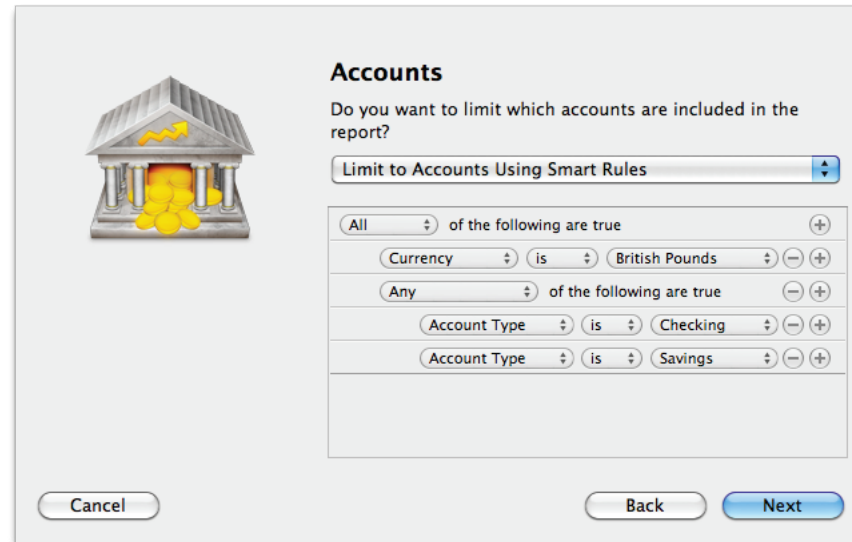 Accounts
Do you want to limit which accounts are included in the
report?
Limit to Accounts Using Smart Rules
All of the following are true
Currency is British Pounds
Any of the following are true
Account Type is Checking
Account Type is Savings
Cancel Back Next